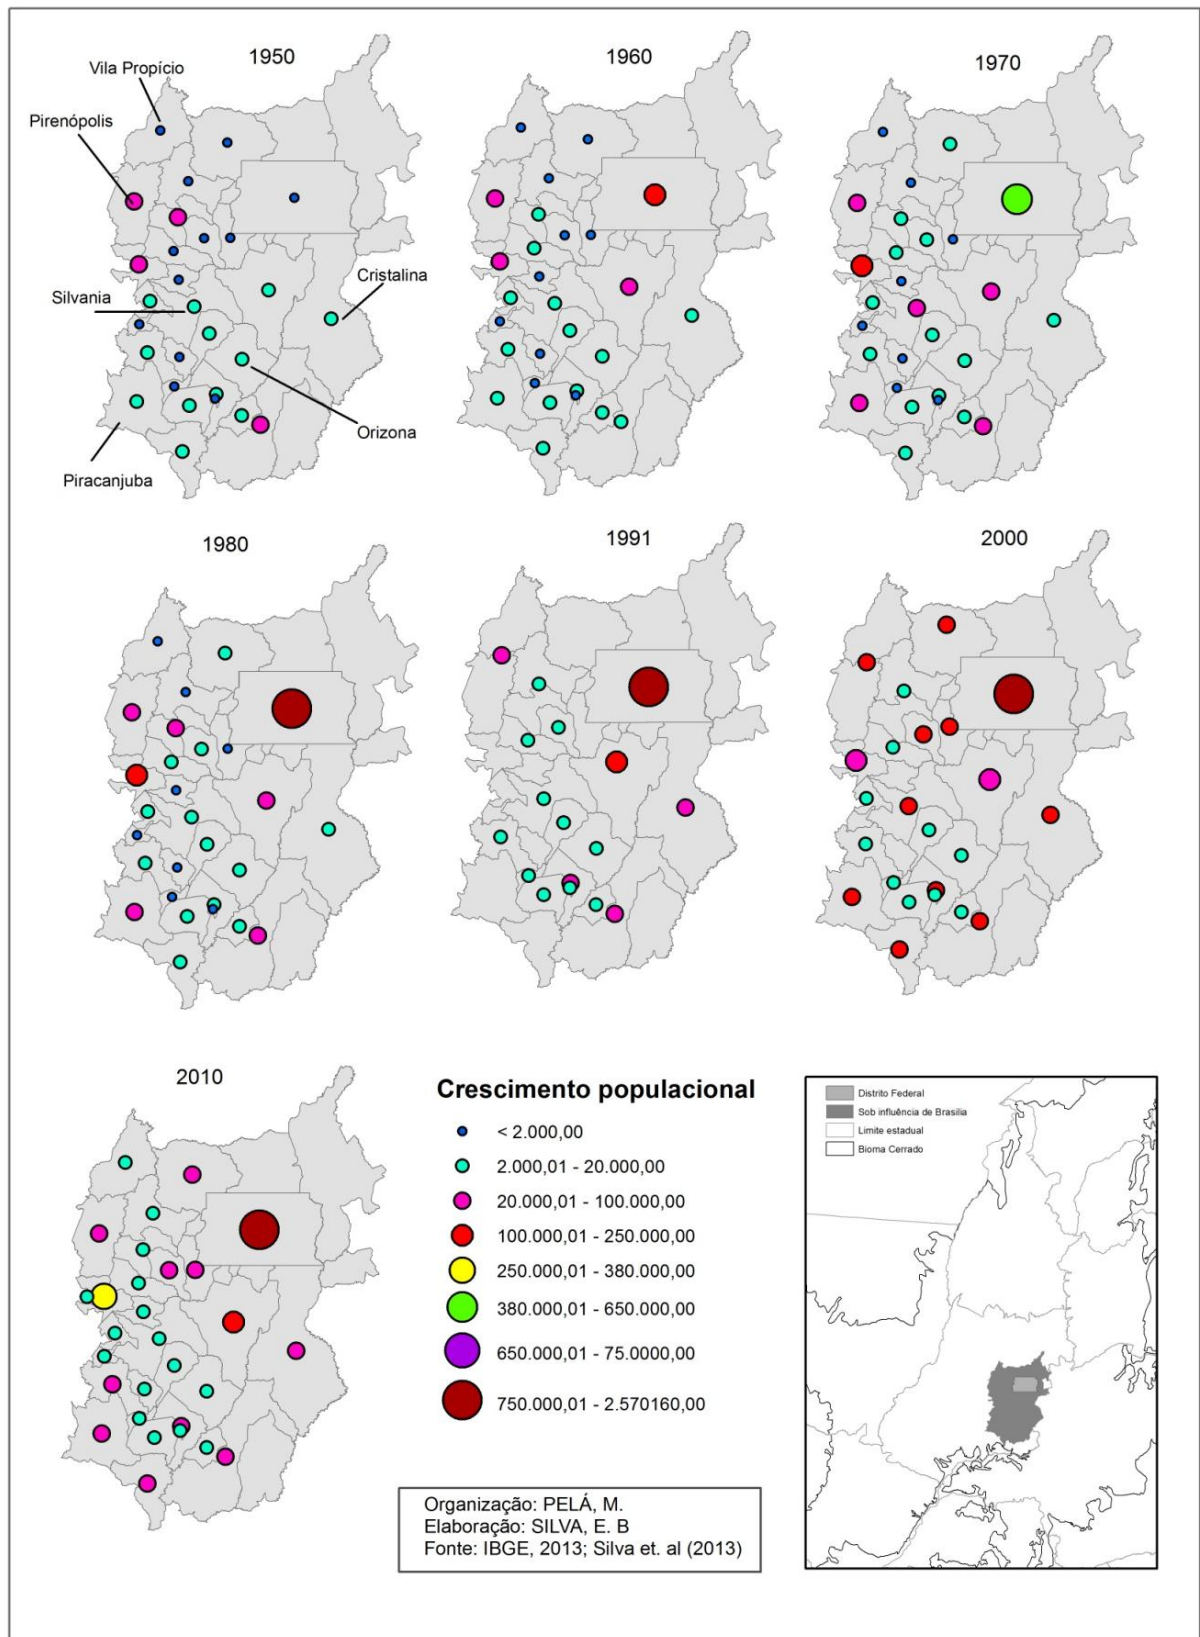 1950
1960
1970
Vila Propício
Pirenópolis
Cristalina
Silvania
Orizona
Piracanjuba
1980
1991
2000
2010
Crescimento populacional
< 2.000,00
2.000,01 - 20.000,00
20.000,01 - 100.000,00
100.000,01 - 250.000,00
250.000,01 - 380.000,00
380.000,01 - 650.000,00
650.000,01 - 75.0000,00
750.000,01 - 2.570160,00
Distrito Federal
Sob influência de Brasilia
Limite estadual
Bioma Cerrado
Organização: PELÁ, M.
Elaboração: SILVA, E. B
Fonte: IBGE, 2013; Silva et. al (2013)